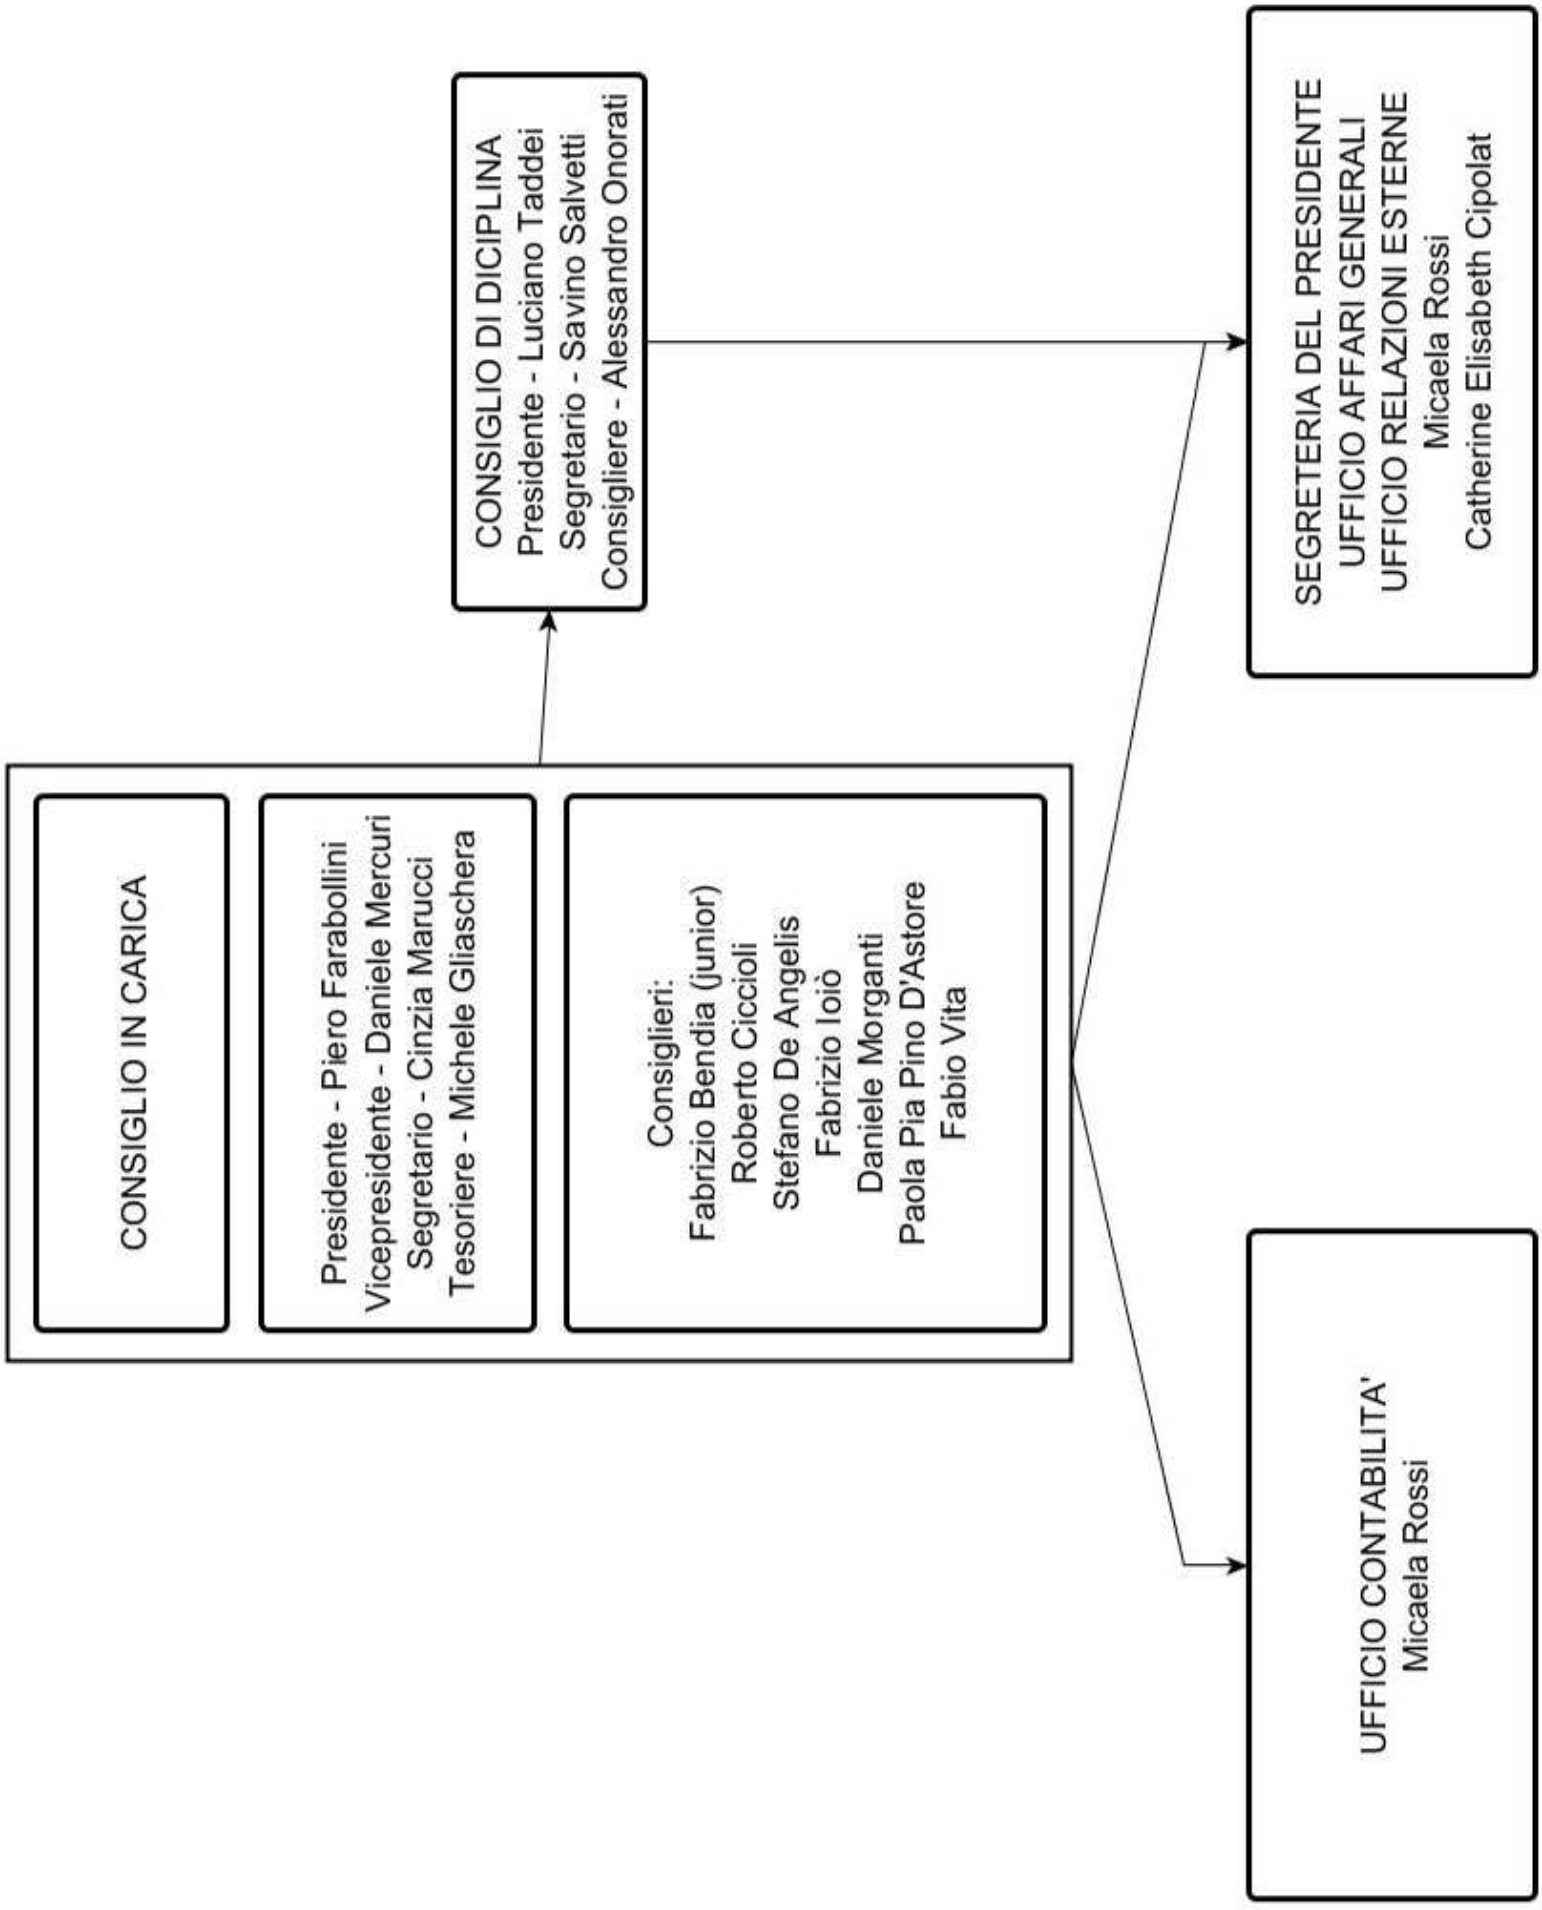 CONSIGLIO IN CARICA
Presidente - Piero Farabollini
Vicepresidente - Daniele Mercuri
Segretario - Cinzia Marucci
Tesoriere - Michele Gliaschera
Consiglieri:
Fabrizio Bendia (junior)
Roberto Ciccioli
Stefano De Angelis
Fabrizio Ioiò
Daniele Morganti
Paola Pia Pino D'Astore
Fabio Vita
CONSIGLIO DI DICIPLINA
Presidente - Luciano Taddei
Segretario - Savino Salvetti
Consigliere - Alessandro Onorati
UFFICIO CONTABILITA'
Micaela Rossi
SEGRETERIA DEL PRESIDENTE
UFFICIO AFFARI GENERALI
UFFICIO RELAZIONI ESTERNE
Micaela Rossi
Catherine Elisabeth Cipolat